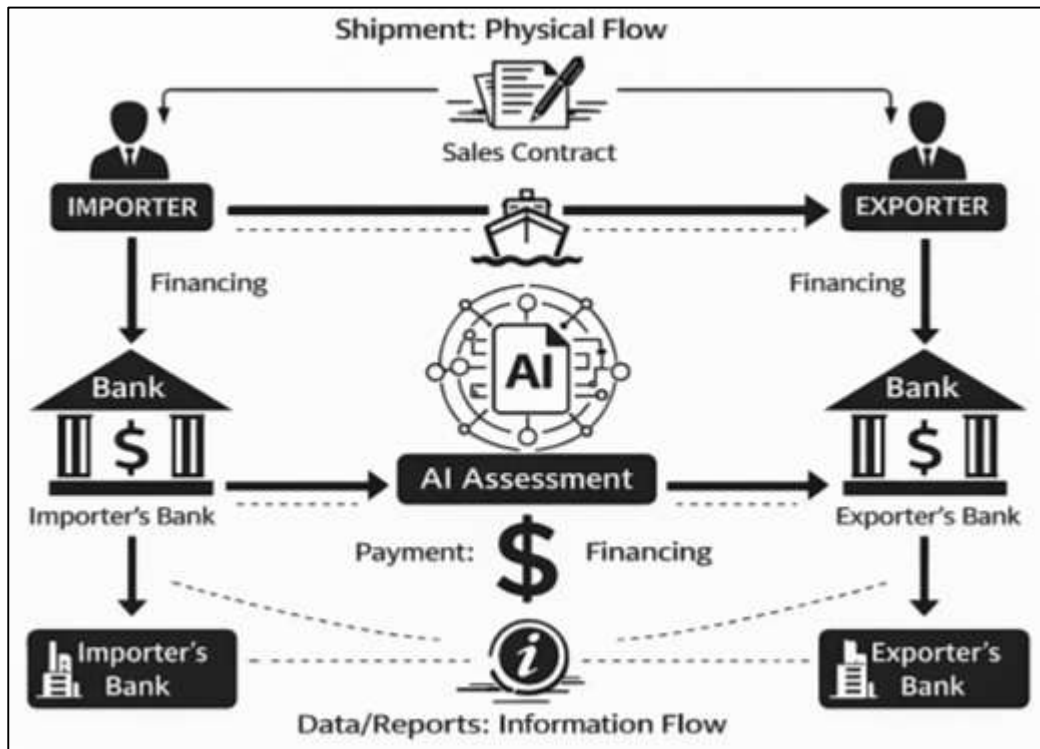 Shipment: Physical Flow
Sales Contract
IMPORTER
EXPORTER
Financing
Financing
AI
Bank
$
Bank
$
AI Assessment
Importer's Bank
Exporter's Bank
Payment: $ Financing
i
Importer's
Bank
Exporter's
Bank
Data/Reports: Information Flow